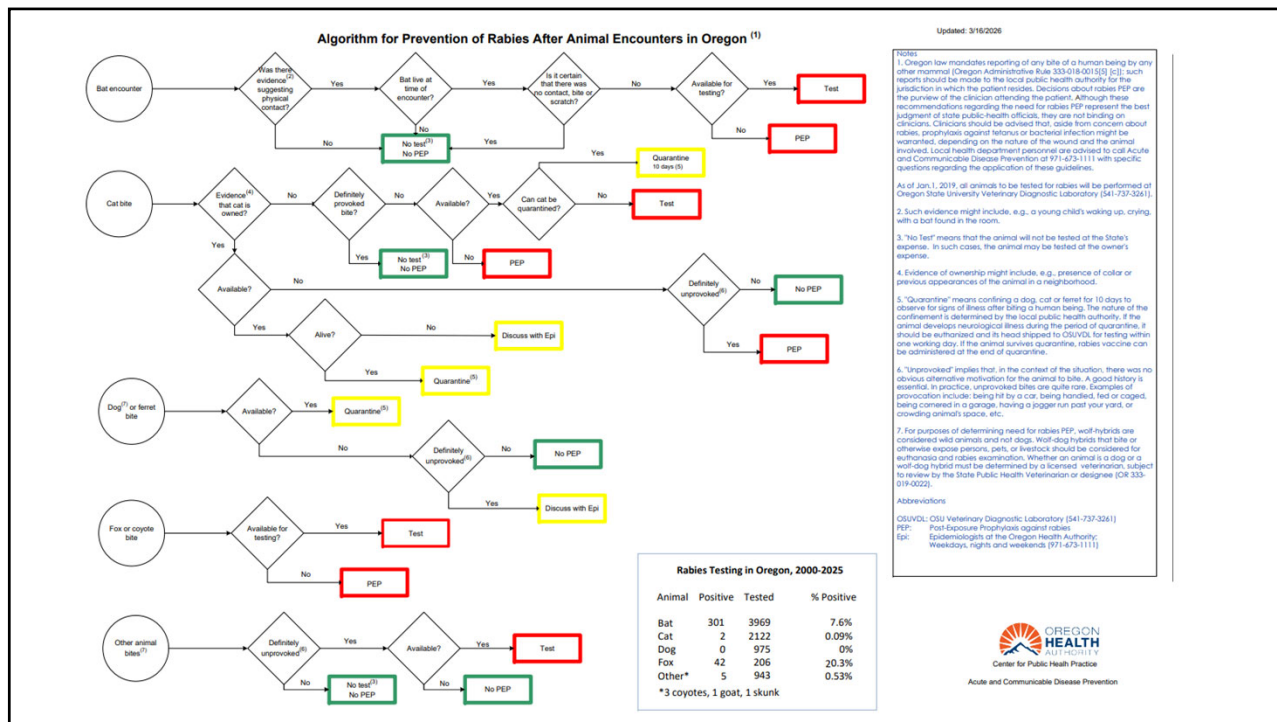 Updated: 3/16/2026
Algorithm for Prevention of Rabies After Animal Encounters in Oregon (1)
Bat encounter
Was there
evidence(2)
suggesting
physical
contact?
Yes
Bat live at
time of
encounter?
Yes
Is it certain
that there was
no contact, bite or
scratch?
No
Available for
testing?
Yes
Test
No
No
Yes
No
No test(3)
No PEP
PEP
Yes
Quarantine
10 days (5)
Cat bite
Evidence(4)
that cat is
owned?
No
Definitely
provoked
bite?
No
Available?
Yes
Can cat be
quarantined?
No
Test
Yes
Yes
No
No test(3)
No PEP
PEP
Available?
No
Definitely
unprovoked(6)
No
No PEP
Yes
Alive?
No
Discuss with Epi
Yes
PEP
Yes
Quarantine(5)
Dog(7) or ferret
bite
Available?
Yes
Quarantine(5)
No
Definitely
unprovoked(6)
No
No PEP
Yes
Discuss with Epi
Fox or coyote
bite
Available for
testing?
Yes
Test
No
PEP
Other animal
bites(7)
Definitely
unprovoked
(6)
Yes
Available?
Yes
Test
No
No
No test(3)
No PEP
No PEP
Rabies Testing in Oregon, 2000-2025
Animal Positive Tested % Positive
Bat 301 3969 7.6%
Cat 2 2122 0.09%
Dog 0 975 0%
Fox 42 206 20.3%
Other* 5 943 0.53%
*3 coyotes, 1 goat, 1 skunk
Notes
1. Oregon law mandates reporting of any bite of a human being by any
other mammal (Oregon Administrative Rule 333-018-0015[5] [c]); such
reports should be made to the local public health authority for the
jurisdiction in which the patient resides. Decisions about rabies PEP are
the purview of the clinician attending the patient. Although these
recommendations regarding the need for rabies PEP represent the best
judgment of state public-health officials, they are not binding on
clinicians. Clinicians should be advised that, aside from concern about
rabies, prophylaxis against tetanus or bacterial infection might be
warranted, depending on the nature of the wound and the animal
involved. Local health department personnel are advised to call Acute
and Communicable Disease Prevention at 971-673-1111 with specific
questions regarding the application of these guidelines.
As of Jan.1, 2019, all animals to be tested for rabies will be performed at
Oregon State University Veterinary Diagnostic Laboratory (541-737-3261).
2. Such evidence might include, e.g., a young child's waking up, crying,
with a bat found in the room.
3. "No Test" means that the animal will not be tested at the State's
expense. In such cases, the animal may be tested at the owner's
expense.
4. Evidence of ownership might include, e.g., presence of collar or
previous appearances of the animal in a neighborhood.
5. "Quarantine" means confining a dog, cat or ferret for 10 days to
observe for signs of illness after biting a human being. The nature of the
confinement is determined by the local public health authority. If the
animal develops neurological illness during the period of quarantine, it
should be euthanized and its head shipped to OSUVDL for testing within
one working day. If the animal survives quarantine, rabies vaccine can
be administered at the end of quarantine.
6. "Unprovoked" implies that, in the context of the situation, there was no
obvious alternative motivation for the animal to bite. A good history is
essential. In practice, unprovoked bites are quite rare. Examples of
provocation include: being hit by a car, being handled, fed or caged,
being cornered in a garage, having a jogger run past your yard, or
crowding animal's space, etc.
7. For purposes of determining need for rabies PEP, wolf-hybrids are
considered wild animals and not dogs. Wolf-dog hybrids that bite or
otherwise expose persons, pets, or livestock should be considered for
euthanasia and rabies examination. Whether an animal is a dog or a
wolf-dog hybrid must be determined by a licensed veterinarian, subject
to review by the State Public Health Veterinarian or designee (OR 333-
019-0022).
Abbreviations
OSUVDL: OSU Veterinary Diagnostic Laboratory (541-737-3261)
PEP: Post-Exposure Prophylaxis against rabies
Epi: Epidemiologists at the Oregon Health Authority;
Weekdays, nights and weekends (971-673-1111)
OREGON
HEALTH
AUTHORITY
Center for Public Healh Practice
Acute and Communicable Disease Prevention